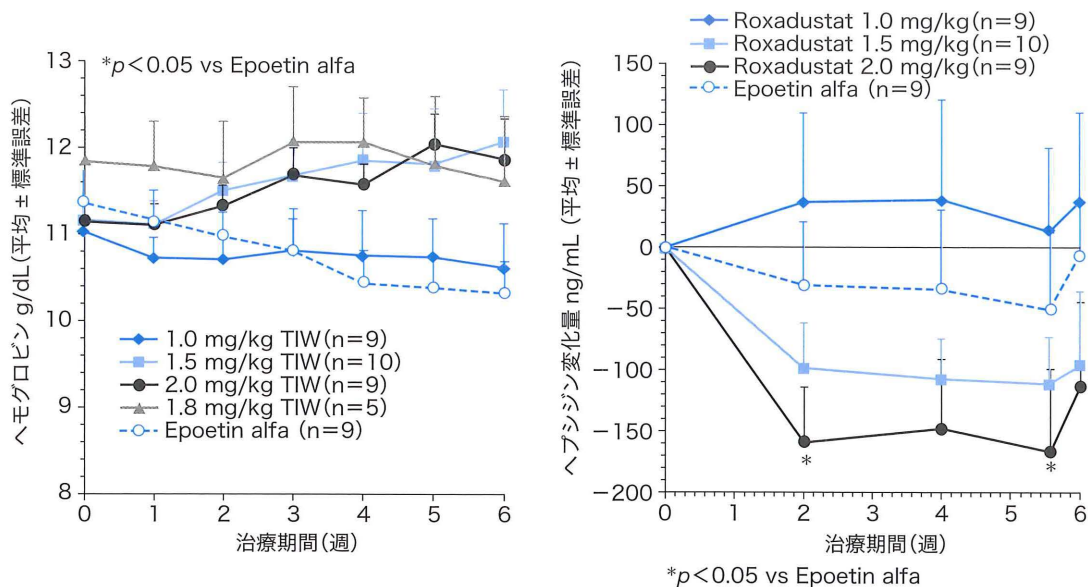 *p<0.05 vs Epoetin alfa
ヘモグロビン g/dL(平均 ± 標準誤差)
13
12
11
10
9
8
1.0 mg/kg TIW(n=9)
1.5 mg/kg TIW(n=10)
2.0 mg/kg TIW(n=9)
1.8 mg/kg TIW(n=5)
Epoetin alfa (n=9)
0 1 2 3 4 5 6
治療期間(週)
Roxadustat 1.0 mg/kg(n=9)
Roxadustat 1.5 mg/kg(n=10)
Roxadustat 2.0 mg/kg(n=9)
Epoetin alfa (n=9)
ヘプシジン変化量 ng/mL (平均 ± 標準誤差)
150
100
50
0
−50
−100
−150
−200
*
*
0 1 2 3 4 5 6
治療期間(週)
*p<0.05 vs Epoetin alfa